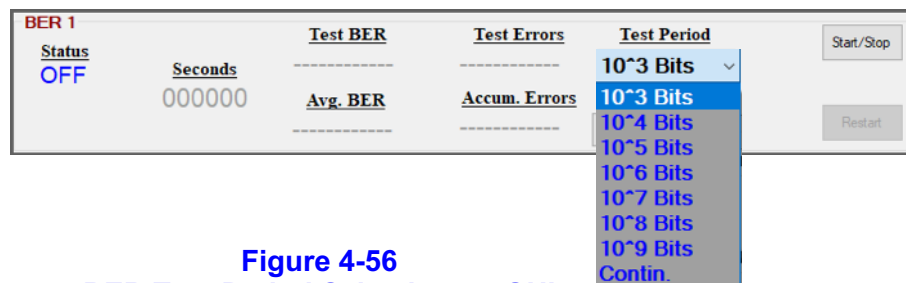 BER 1
Status
OFF
Seconds
000000
Test BER
------------
Avg. BER
------------
Test Errors
------------
Accum. Errors
------------
Test Period
10^3 Bits
10^3 Bits
10^4 Bits
10^5 Bits
10^6 Bits
10^7 Bits
10^8 Bits
10^9 Bits
Contin.
Start/Stop
Restart
Figure 4-56